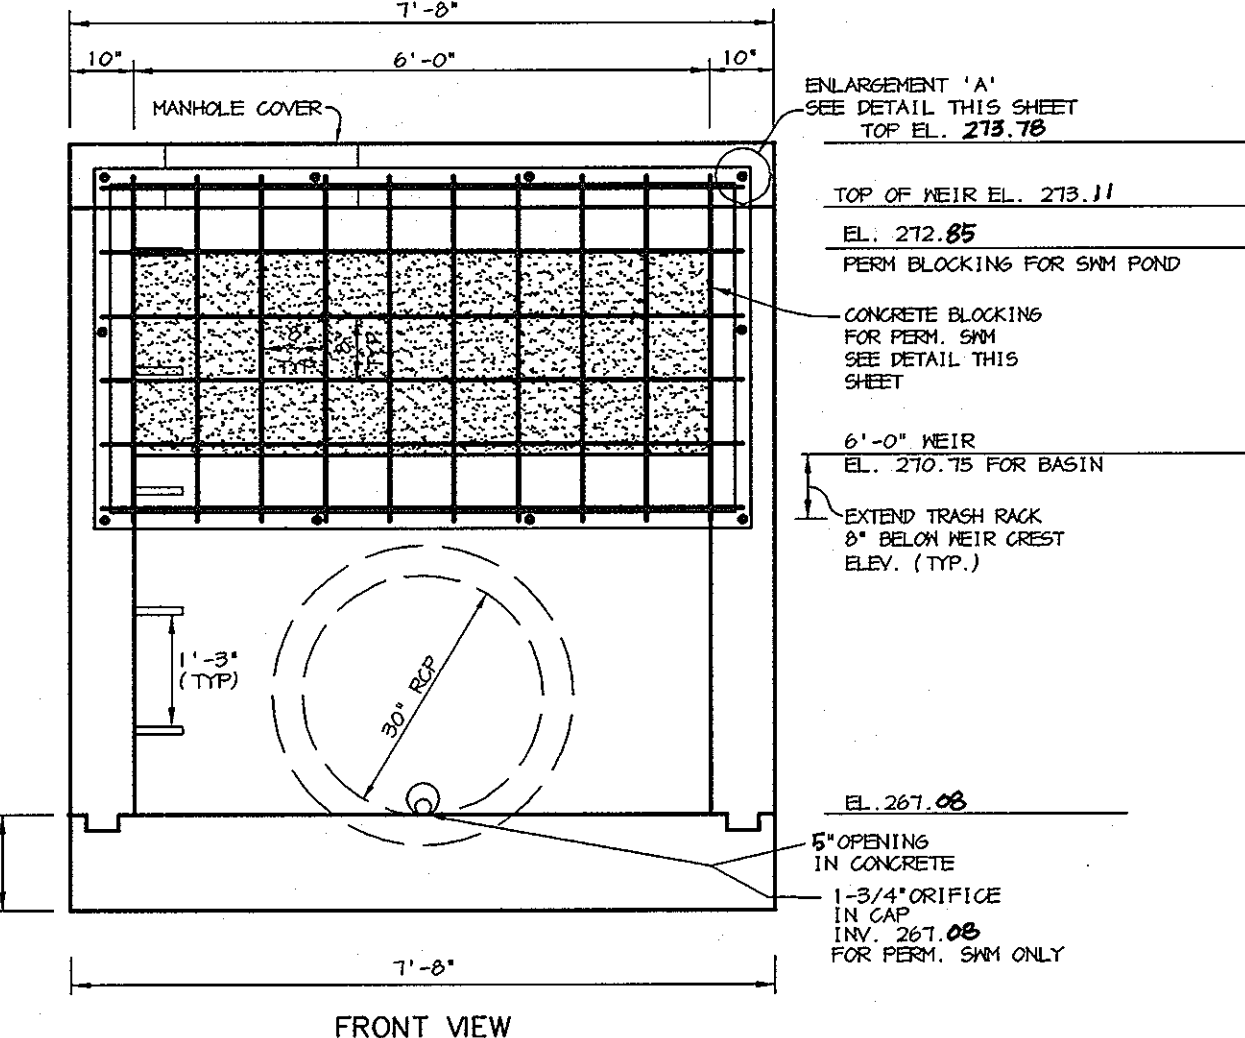 7'-8"
10"
6'-0"
10"
MANHOLE COVER
ENLARGEMENT 'A'
SEE DETAIL THIS SHEET
TOP EL. 273.78
TOP OF WEIR EL. 273.11
EL. 272.85
PERM BLOCKING FOR SWM POND
CONCRETE BLOCKING
FOR PERM. SWM
SEE DETAIL THIS
SHEET
8"
TYP
8"
TYP
6'-0" WEIR
EL. 270.75 FOR BASIN
EXTEND TRASH RACK
8" BELOW WEIR CREST
ELEV. (TYP.)
1'-3"
(TYP)
30" RCP
EL. 267.08
5" OPENING
IN CONCRETE
1-3/4" ORIFICE
IN CAP
INV. 267.08
FOR PERM. SWM ONLY
7'-8"
FRONT VIEW